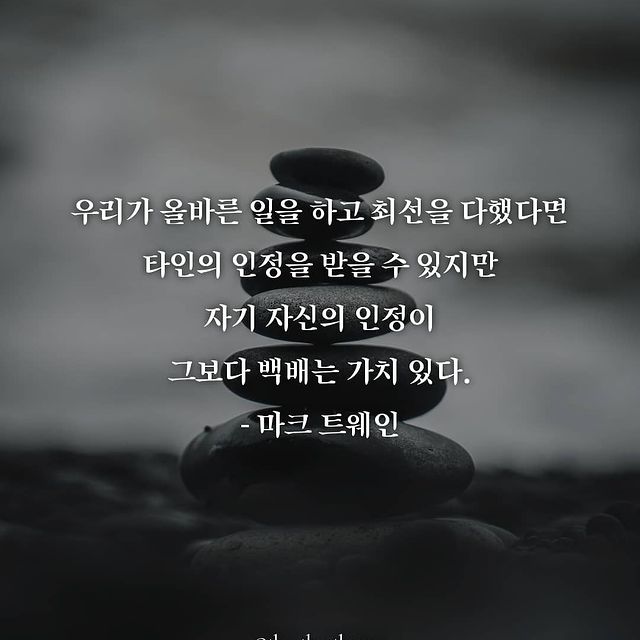 우리가 올바른 일을 하고 최선을 다했다면
타인의 인정을 받을 수 있지만
자기 자신의 인정이
그보다 백배는 가치 있다.
- 마크 트웨인